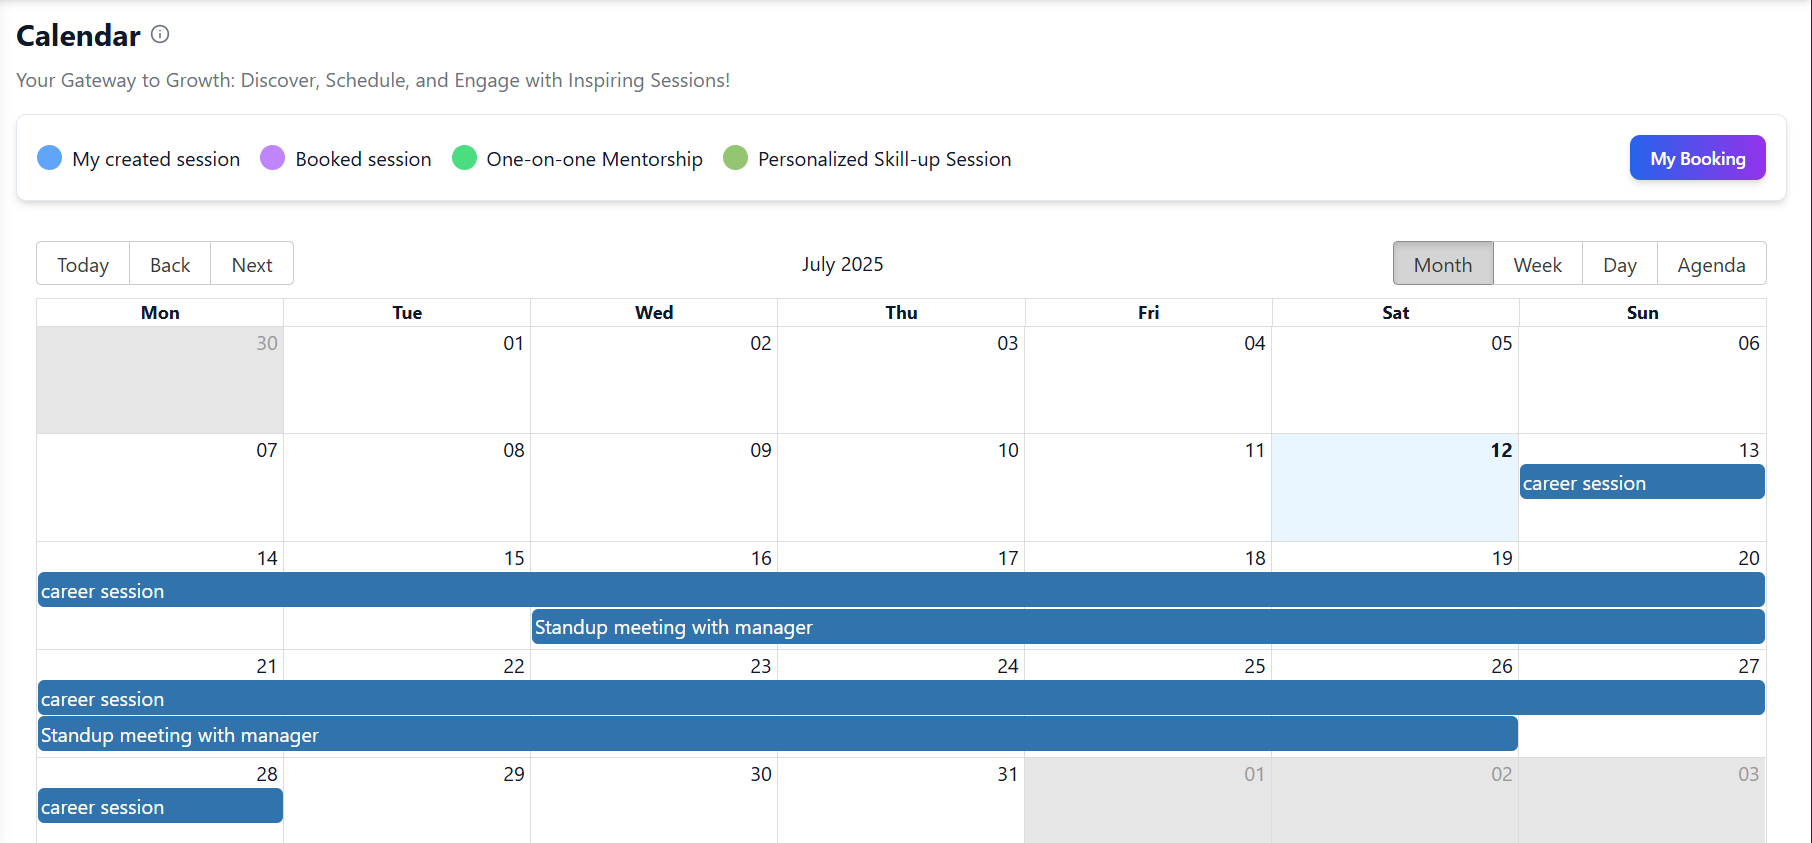 Calendar
Your Gateway to Growth: Discover, Schedule, and Engage with Inspiring Sessions!
My created session Booked session One-on-one Mentorship Personalized Skill-up Session My Booking
Today Back Next July 2025 Month Week Day Agenda
Mon Tue Wed Thu Fri Sat Sun
30 01 02 03 04 05 06
07 08 09 10 11 12 13
career session
14 15 16 17 18 19 20
career session
Standup meeting with manager
21 22 23 24 25 26 27
career session
Standup meeting with manager
28 29 30 31 01 02 03
career session